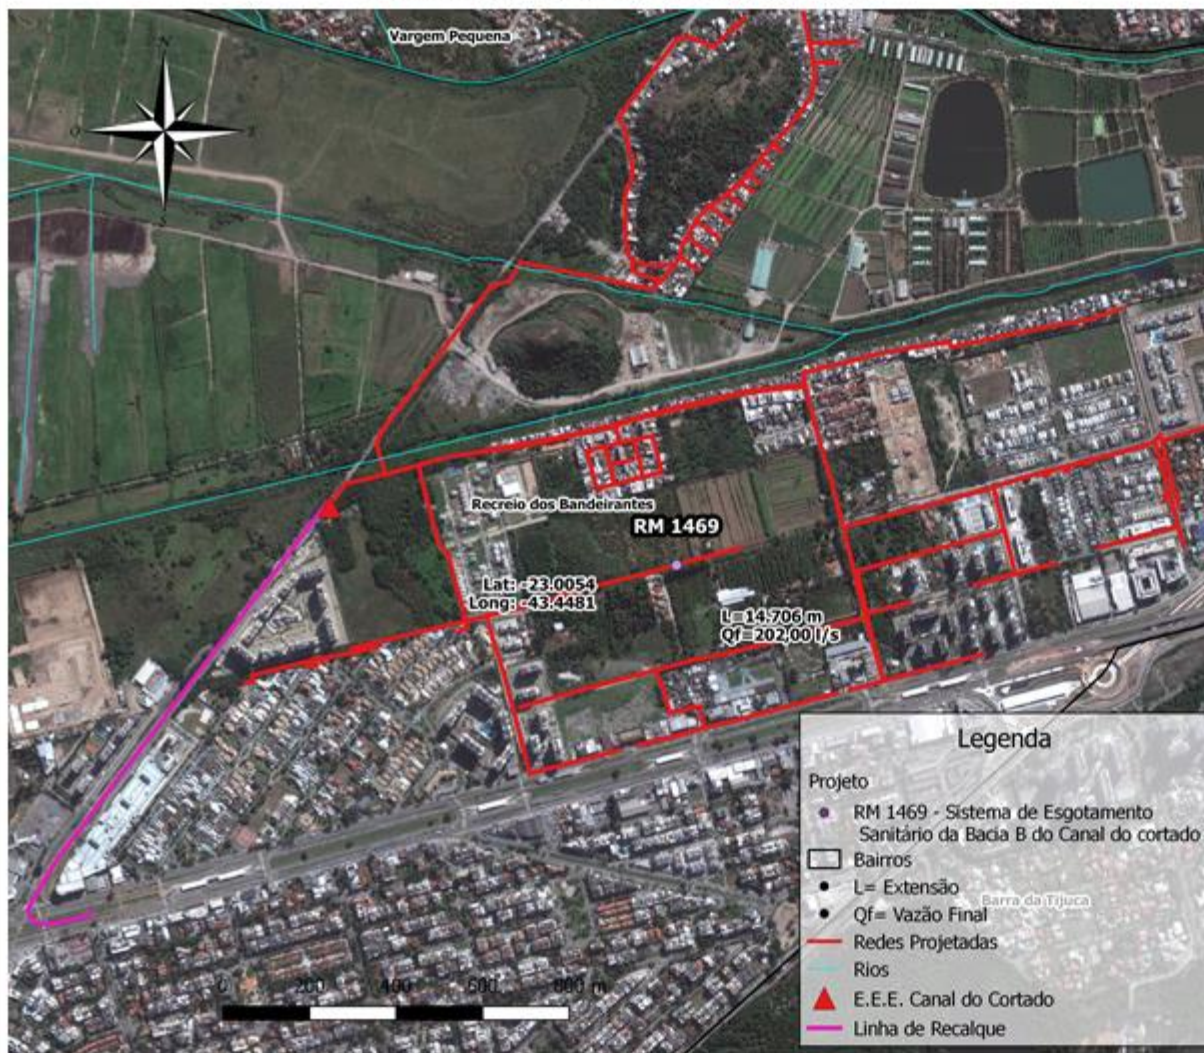 Vargem Pequena
N
O
E
S
Recreio dos Bandeirantes
RM 1469
Lat: -23.0054
Long: -43.4481
L=14.706 m
Qf=202,00 l/s
Legenda
Projeto
RM 1469 - Sistema de Esgotamento
Sanitário da Bacia B do Canal do cortado
Bairros
L= Extensão
Barra da Tijuca
Qf= Vazão Final
Redes Projetadas
Rios
E.E.E. Canal do Cortado
Linha de Recalque
0 200 400 600 800 m